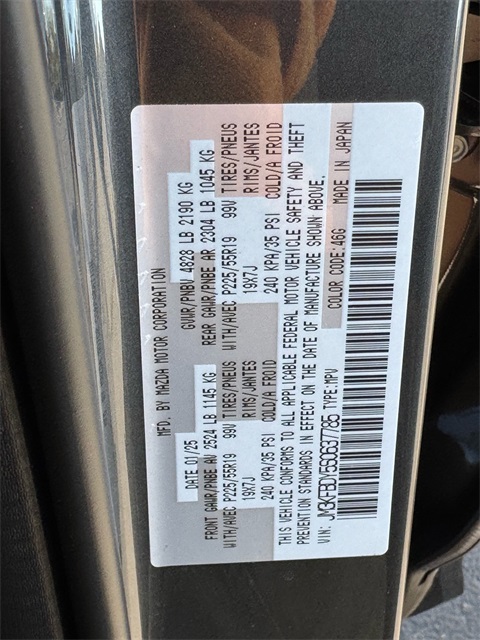 MFD. BY MAZDA MOTOR CORPORATION
DATE 01/25 GVWR/PNBV 4828 LB 2190 KG
FRONT GAWR/PNBE AV 2524 LB 1145 KG REAR GAWR/PNBE AR 2304 LB 1045 KG
WITH/AVEC P225/55R19 99V TIRES/PNEUS WITH/AVEC P225/55R19 99V TIRES/PNEUS
19X7J RIMS/JANTES 19X7J RIMS/JANTES
240 KPA/35 PSI COLD/A FROID 240 KPA/35 PSI COLD/A FROID
THIS VEHICLE CONFORMS TO ALL APPLICABLE FEDERAL MOTOR VEHICLE SAFETY AND THEFT
PREVENTION STANDARDS IN EFFECT ON THE DATE OF MANUFACTURE SHOWN ABOVE.
COLOR CODE:46G MADE IN JAPAN
VIN: JM3KFBDV5S0637785 TYPE:MPV